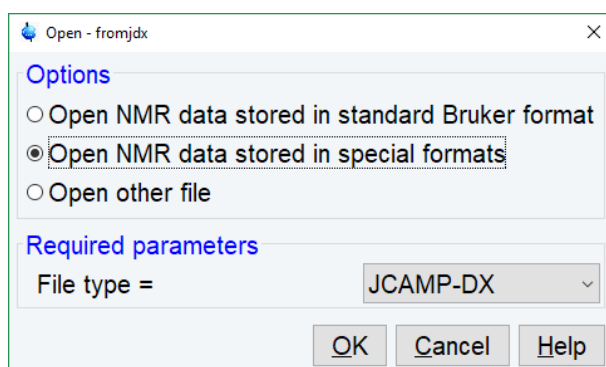 Open - fromjdx
Options
Open NMR data stored in standard Bruker format
Open NMR data stored in special formats
Open other file
Required parameters
File type = JCAMP-DX
OK Cancel Help